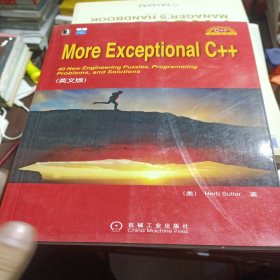 MANAGER'S HANDBOOK
More Exceptional C++
40 New Engineering Puzzles, Programming
Problems, and Solutions
(英文版)
(美) Herb Sutter 著
机械工业出版社
China Machine Press